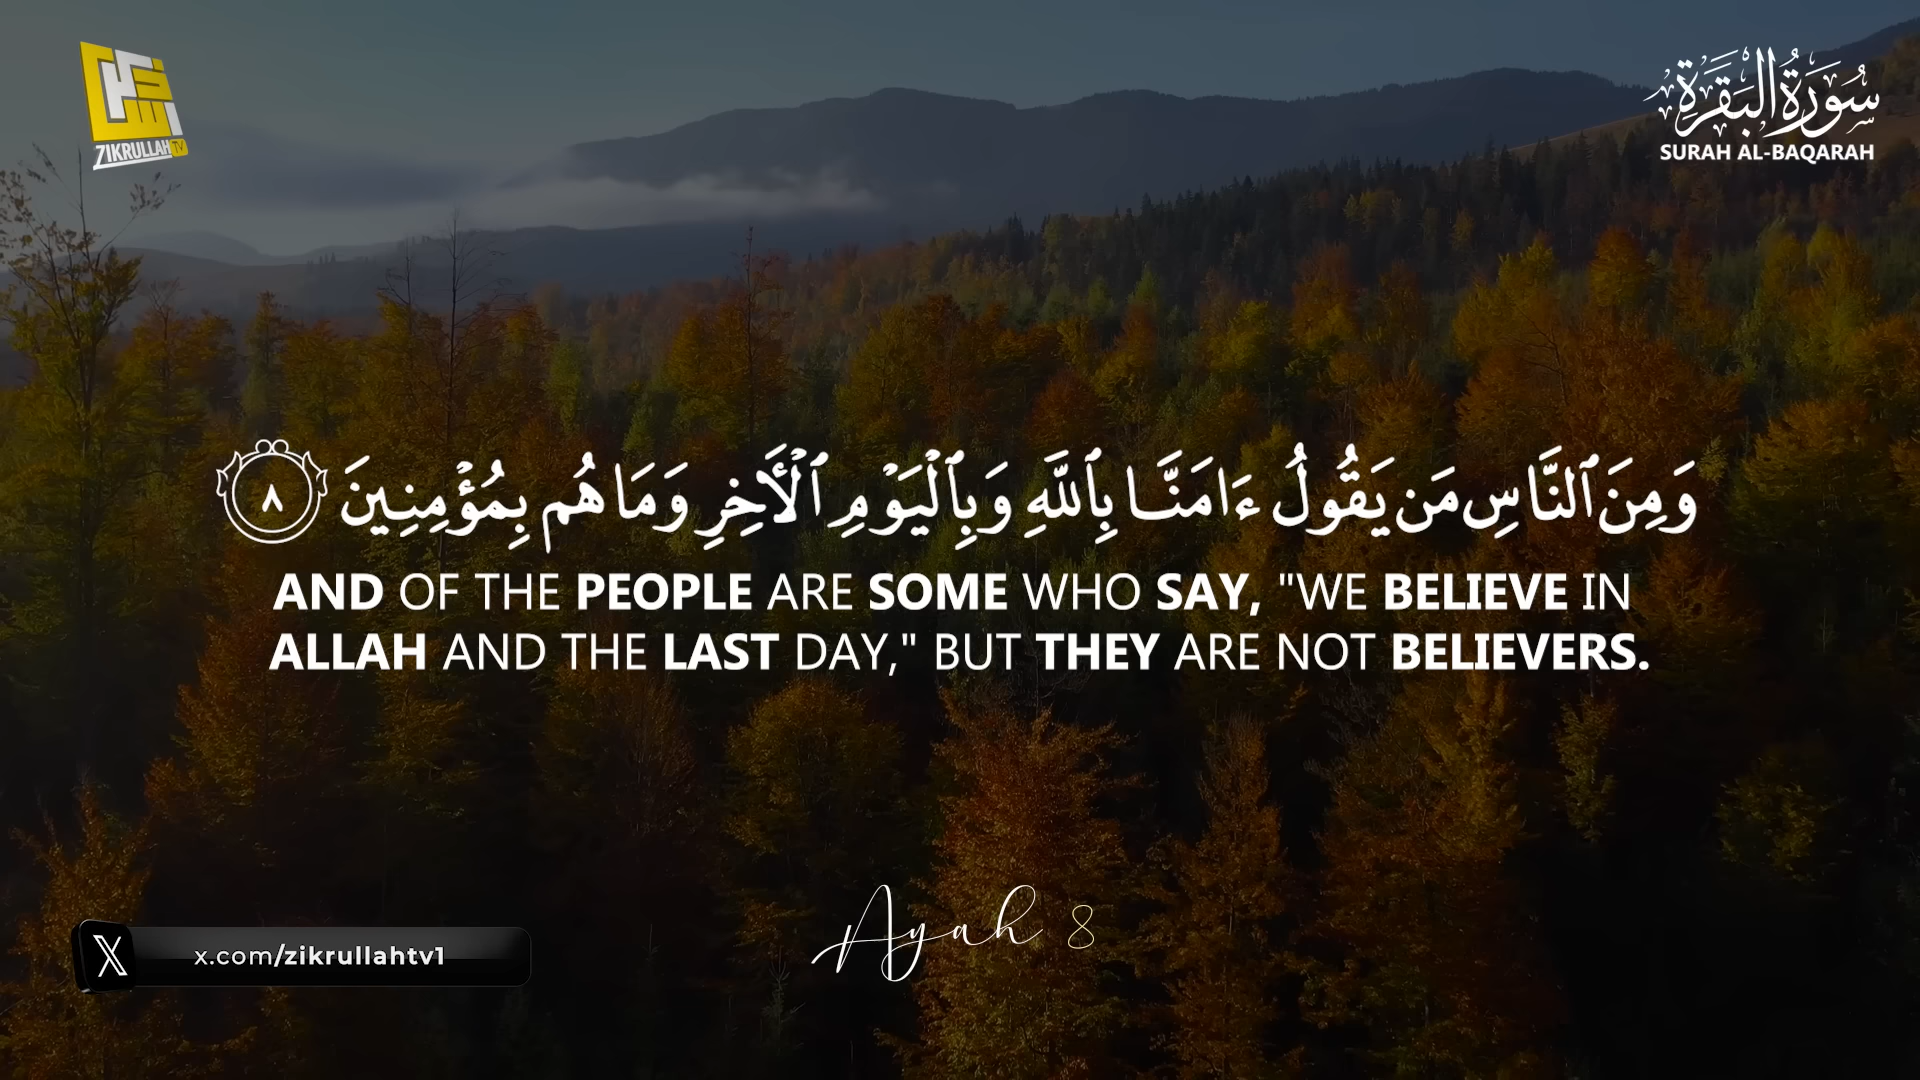 ذكر الله
ZIKRULLAH TV
سُورَةُ البَقَرَةِ
SURAH AL-BAQARAH
وَمِنَ ٱلنَّاسِ مَن يَقُولُ ءَامَنَّا بِٱللَّهِ وَبِٱلْيَوْمِ ٱلْأَخِرِ وَمَا هُم بِمُؤْمِنِينَ ٨
AND OF THE PEOPLE ARE SOME WHO SAY, "WE BELIEVE IN
ALLAH AND THE LAST DAY," BUT THEY ARE NOT BELIEVERS.
Ayah 8
X x.com/zikrullahtv1